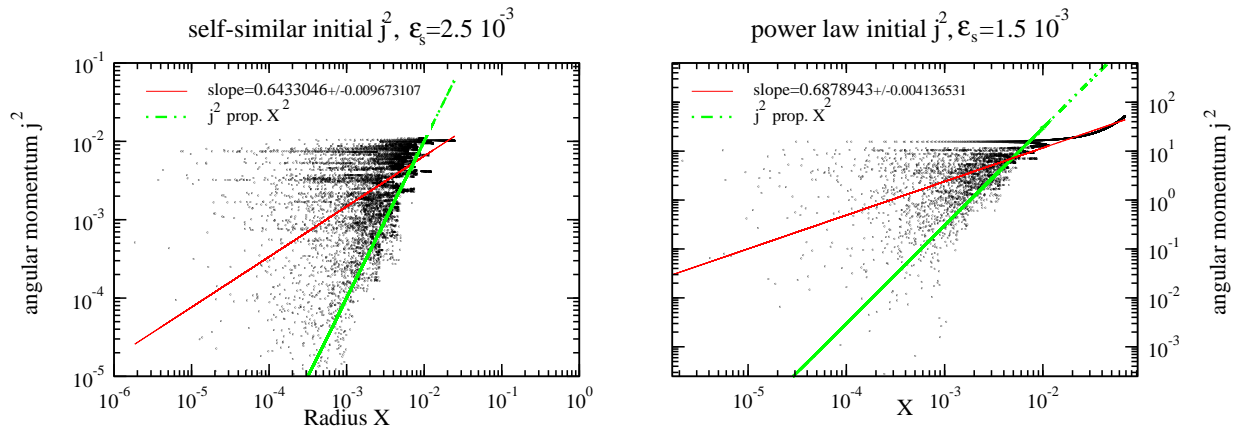 self-similar initial j², ε_s=2.5 10⁻³
slope=0.6433046+/-0.009673107
j² prop. X²
angular momentum j²
10⁻¹
10⁻²
10⁻³
10⁻⁴
10⁻⁵
10⁻⁶ 10⁻⁵ 10⁻⁴ 10⁻³ 10⁻² 10⁻¹ 10⁰
Radius X
power law initial j², ε_s=1.5 10⁻³
slope=0.6878943+/-0.004136531
j² prop. X²
10²
10¹
10⁰
10⁻¹
10⁻²
10⁻³
angular momentum j²
10⁻⁵ 10⁻⁴ 10⁻³ 10⁻²
X